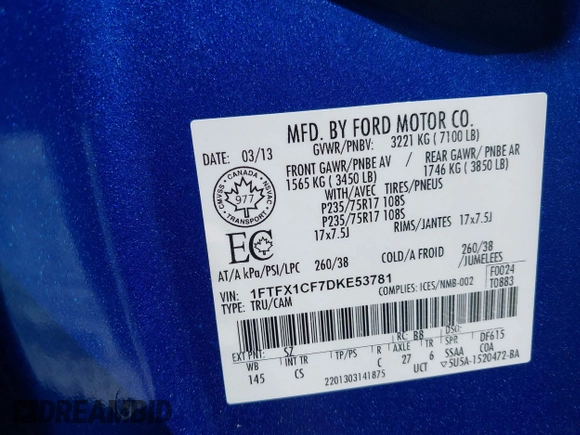 MFD. BY FORD MOTOR CO.
DATE: 03/13
GVWR/PNBV: 3221 KG ( 7100 LB)
FRONT GAWR/PNBE AV
1565 KG ( 3450 LB)
REAR GAWR/ PNBE AR
1746 KG ( 3850 LB)
WITH/AVEC TIRES/PNEUS
P235/75R17 108S
P235/75R17 108S
17x7.5J
RIMS/JANTES 17x7.5J
CMVSS · CANADA · NSVAC
977
TRANSPORT
EC
AT/A kPa/PSI/LPC 260/38
COLD/A FROID 260/38
/JUMELEES
VIN: 1FTFX1CF7DKE53781
TYPE: TRU/CAM
COMPLIES: ICES/NMB-002
F0024
T0883
EXT PNT: SZ
RC: BB
DSO:
WB
INT TR
TP/PS
R
C
AXLE
TR
SPR
DF615
145
CS
27
6
SSAA
COA
UCT
5U5A-1520472-BA
2201303141875
DREAMBID